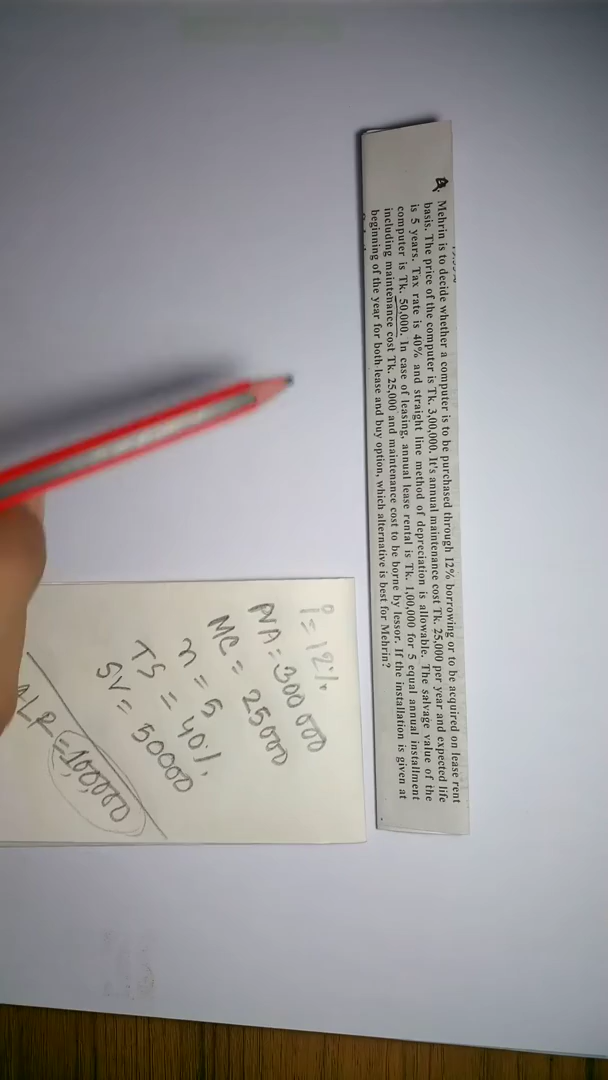 Mehrin is to decide whether a computer is to be purchased through 12% borrowing or to be acquired on lease rent
basis. The price of the computer is Tk. 3,00,000. It's annual maintenance cost Tk. 25,000 per year and expected life
is 5 years. Tax rate is 40% and straight line method of depreciation is allowable. The salvage value of the
computer is Tk. 50,000. In case of leasing, annual lease rental is Tk. 1,00,000 for 5 equal annual installment
including maintenance cost Tk. 25,000 and maintenance cost to be borne by lessor. If the installation is given at
beginning of the year for both lease and buy option, which alternative is best for Mehrin?
i = 12%
PVA = 300000
MC = 25000
n = 5
TS = 40%
SV = 50000
ALR = 100,000